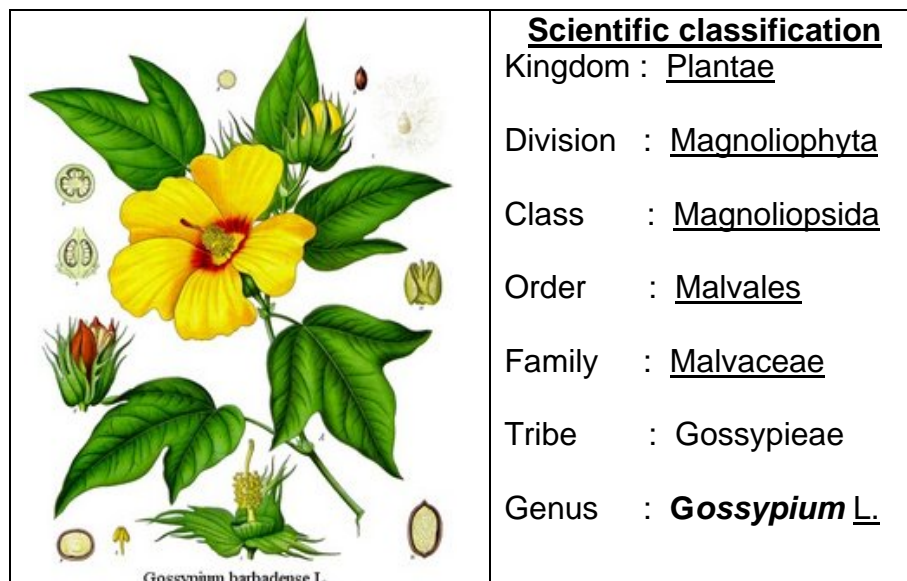 Scientific classification
Kingdom : Plantae
Division : Magnoliophyta
Class : Magnoliopsida
Order : Malvales
Family : Malvaceae
Tribe : Gossypieae
Genus : Gossypium L.
Gossypium barbadense L.